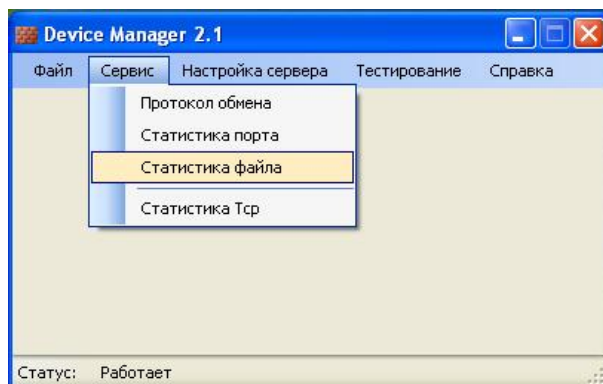 Device Manager 2.1
Файл Сервис Настройка сервера Тестирование Справка
Протокол обмена
Статистика порта
Статистика файла
Статистика Tcp
Статус: Работает